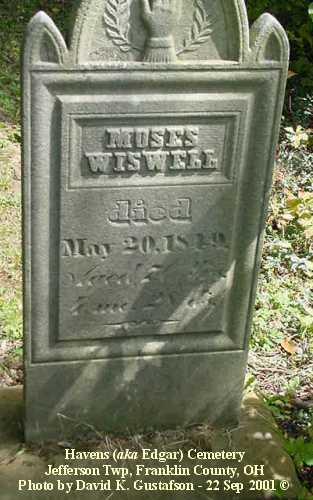 MOSES
WISWELL
died
May 20, 1849,
Aged
Havens (aka Edgar) Cemetery
Jefferson Twp, Franklin County, OH
Photo by David K. Gustafson - 22 Sep 2001 ©